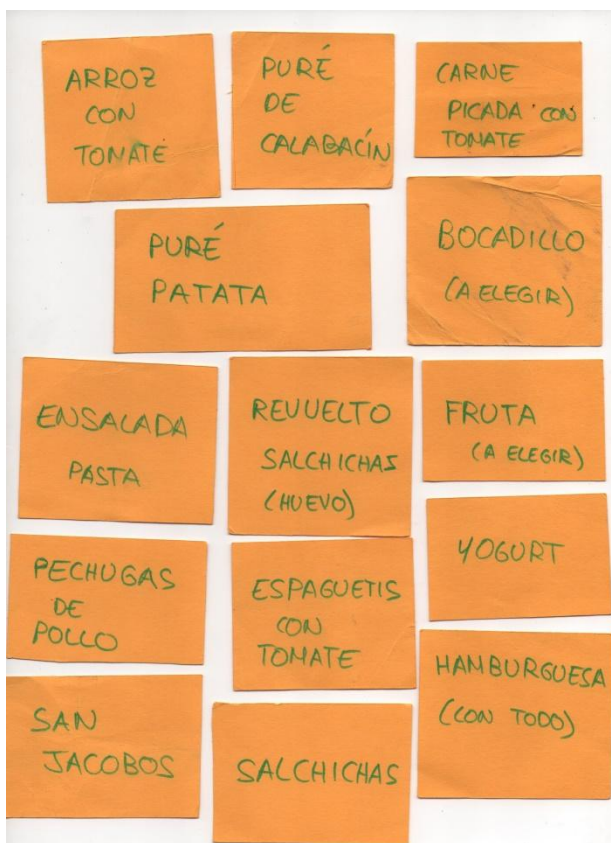 ARROZ
CON
TOMATE
PURÉ
DE
CALABACÍN
CARNE
PICADA CON
TOMATE
PURÉ
PATATA
BOCADILLO
(A ELEGIR)
ENSALADA
PASTA
REVUELTO
SALCHICHAS
(HUEVO)
FRUTA
(A ELEGIR)
PECHUGAS
DE
POLLO
ESPAGUETIS
CON
TOMATE
YOGURT
SAN
JACOBOS
SALCHICHAS
HAMBURGUESA
(CON TODO)